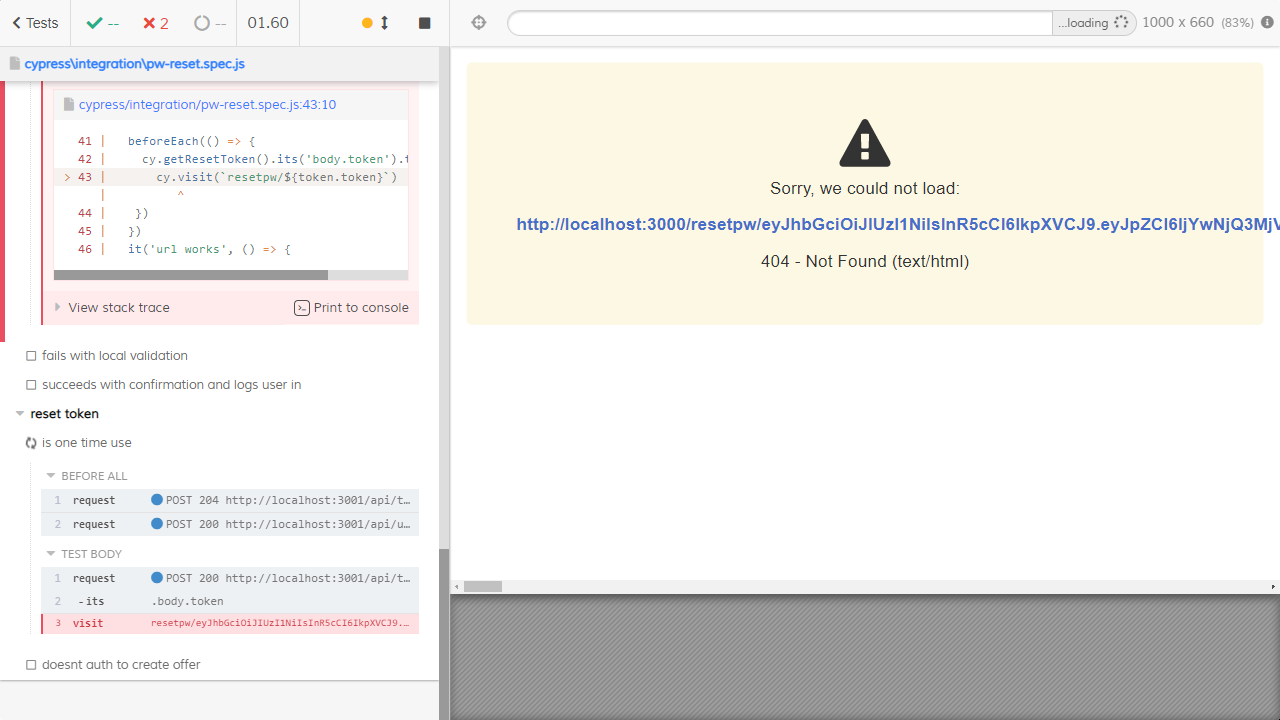 Tests -- 2 -- 01.60
...loading 1000 x 660 (83%)
cypress\integration\pw-reset.spec.js
cypress/integration/pw-reset.spec.js:43:10
41 | beforeEach(() => {
42 | cy.getResetToken().its('body.token').t
> 43 | cy.visit(`resetpw/${token.token}`)
| ^
44 | })
45 | })
46 | it('url works', () => {
View stack trace Print to console
fails with local validation
succeeds with confirmation and logs user in
reset token
is one time use
BEFORE ALL
1 request POST 204 http://localhost:3001/api/t…
2 request POST 200 http://localhost:3001/api/u…
TEST BODY
1 request POST 200 http://localhost:3001/api/t…
2 -its .body.token
3 visit resetpw/eyJhbGciOiJIUzI1NiIsInR5cCI6IkpXVCJ9.…
doesnt auth to create offer
Sorry, we could not load:
http://localhost:3000/resetpw/eyJhbGciOiJIUzI1NiIsInR5cCI6IkpXVCJ9.eyJpZCI6IjYwNjQ3MjV
404 - Not Found (text/html)